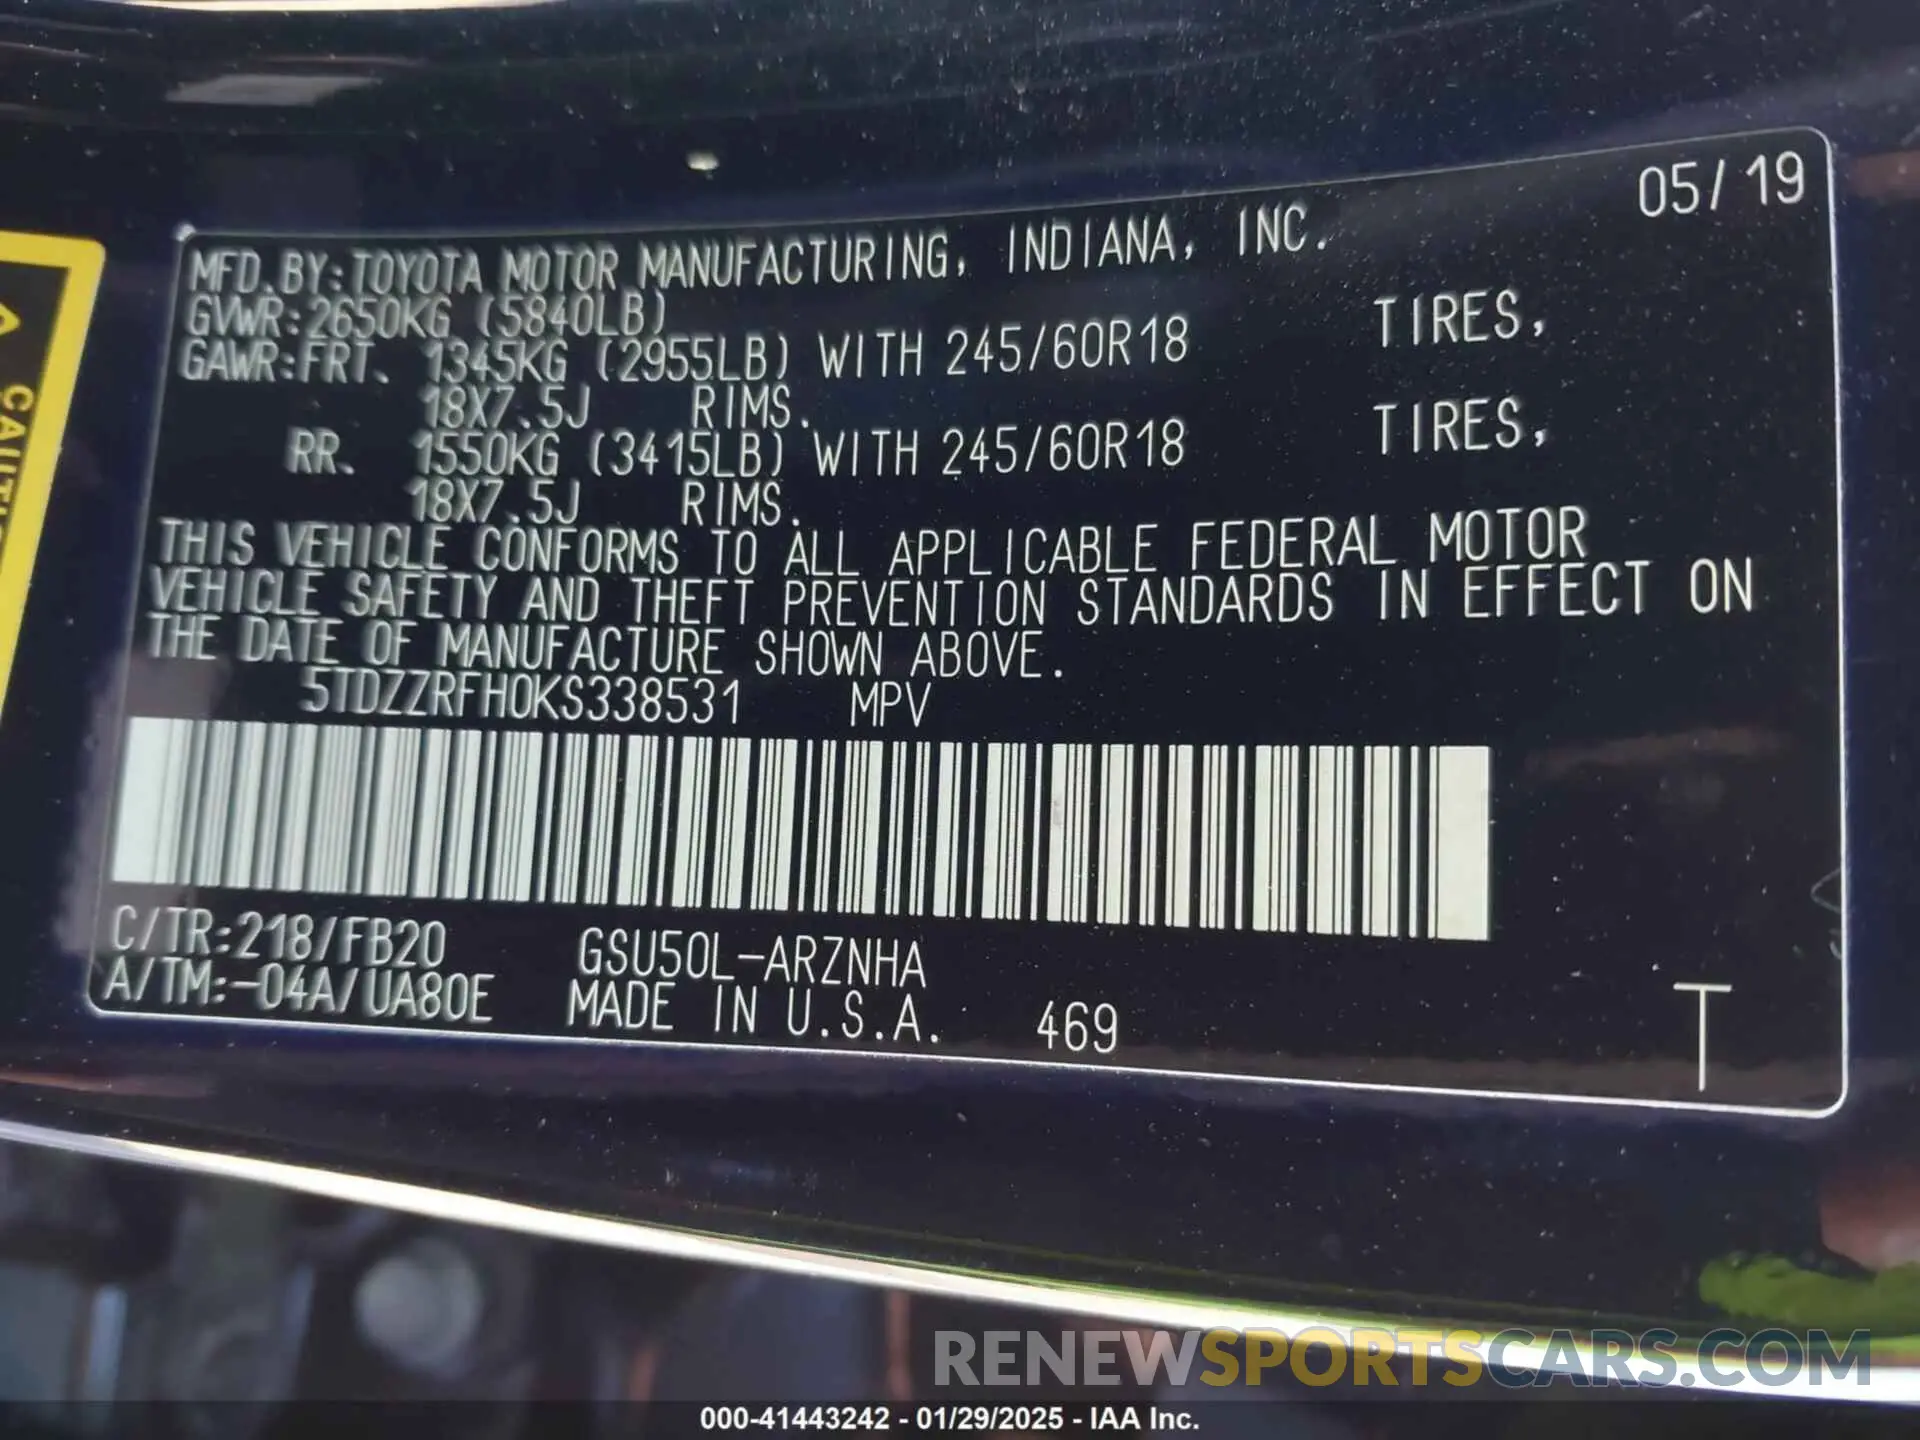 05/19
MFD.BY:TOYOTA MOTOR MANUFACTURING, INDIANA, INC.
GVWR:2650KG (5840LB)
GAWR:FRT. 1345KG (2955LB) WITH 245/60R18 TIRES,
18X7.5J RIMS.
RR. 1550KG (3415LB) WITH 245/60R18 TIRES,
18X7.5J RIMS.
THIS VEHICLE CONFORMS TO ALL APPLICABLE FEDERAL MOTOR
VEHICLE SAFETY AND THEFT PREVENTION STANDARDS IN EFFECT ON
THE DATE OF MANUFACTURE SHOWN ABOVE.
5TDZZRFH0KS338531 MPV
C/TR:218/FB20 GSU50L-ARZNHA
A/TM:-04A/UA80E MADE IN U.S.A. 469
T
RENEWSPORTSCARS.COM
000-41443242 - 01/29/2025 - IAA Inc.